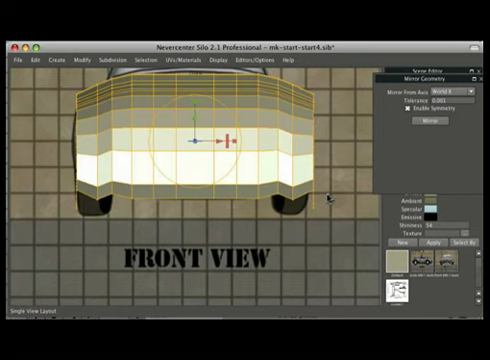 Nevercenter Silo 2.1 Professional - mk-start-start4.sib*
File Edit Create Modify Subdivision Selection UVs/Materials Display Editors/Options Help
Scene Editor
Mirror Geometry
Mirror From Axis World X
Tolerance 0.001
Enable Symmetry
Mirror
Ambient
Specular
Emissive
Shininess 54
Texture
New Apply Select By
FRONT VIEW
Single View Layout